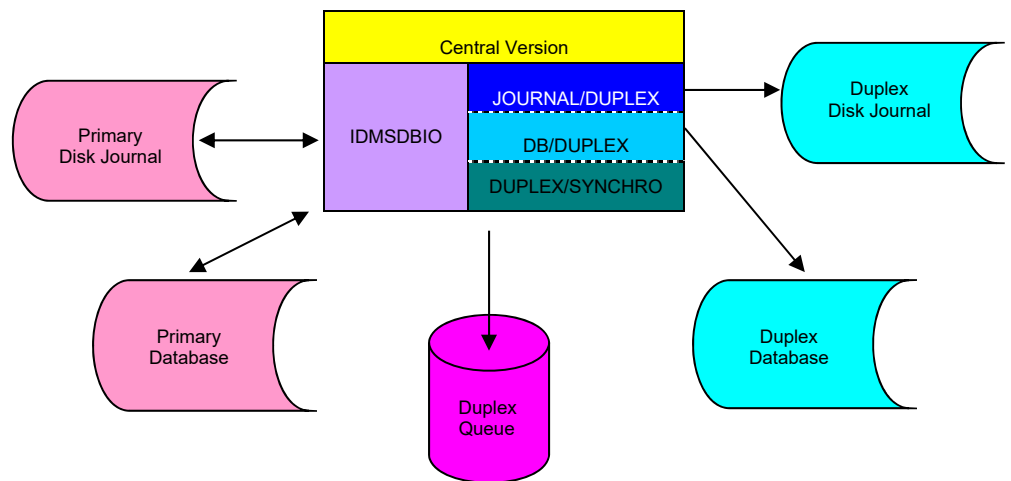 Central Version
JOURNAL/DUPLEX
IDMSDBIO
DB/DUPLEX
DUPLEX/SYNCHRO
Primary
Disk Journal
Duplex
Disk Journal
Primary
Database
Duplex
Queue
Duplex
Database